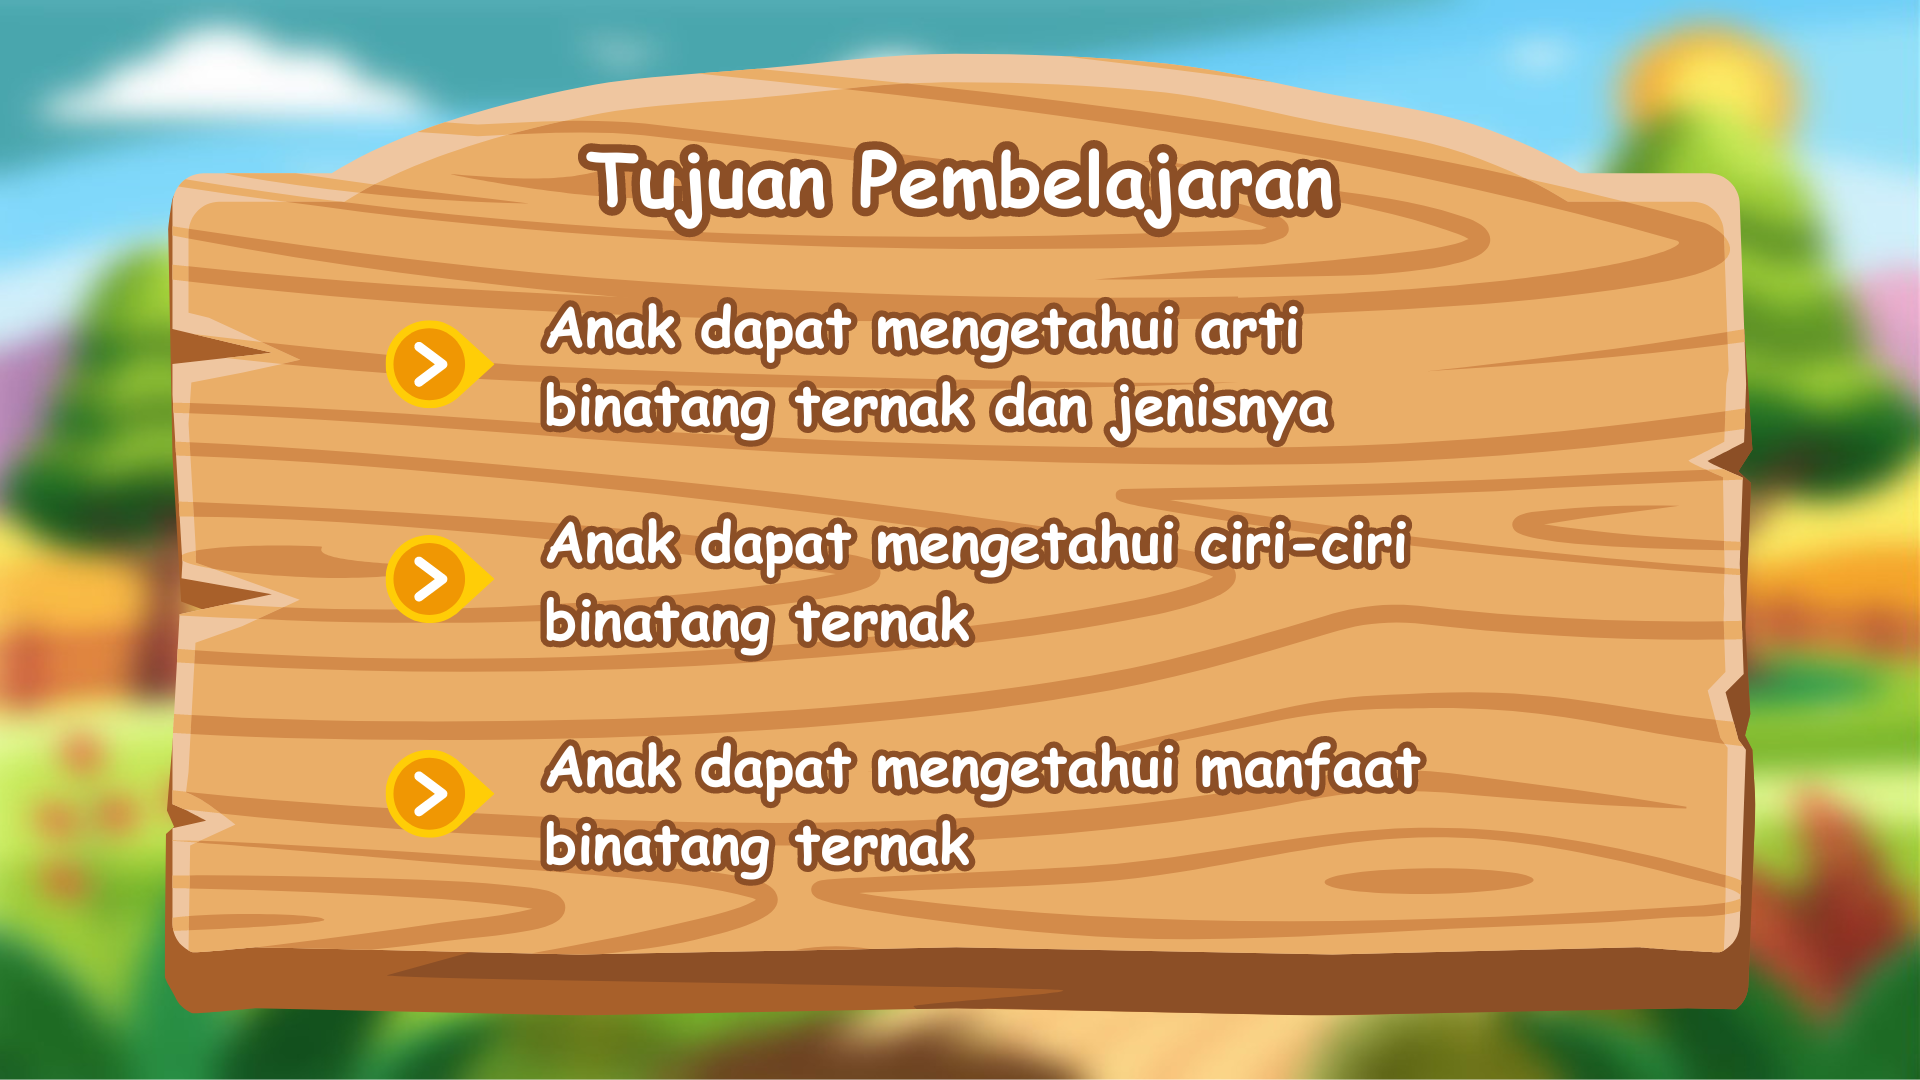 Tujuan Pembelajaran
Anak dapat mengetahui arti
binatang ternak dan jenisnya
Anak dapat mengetahui ciri-ciri
binatang ternak
Anak dapat mengetahui manfaat
binatang ternak